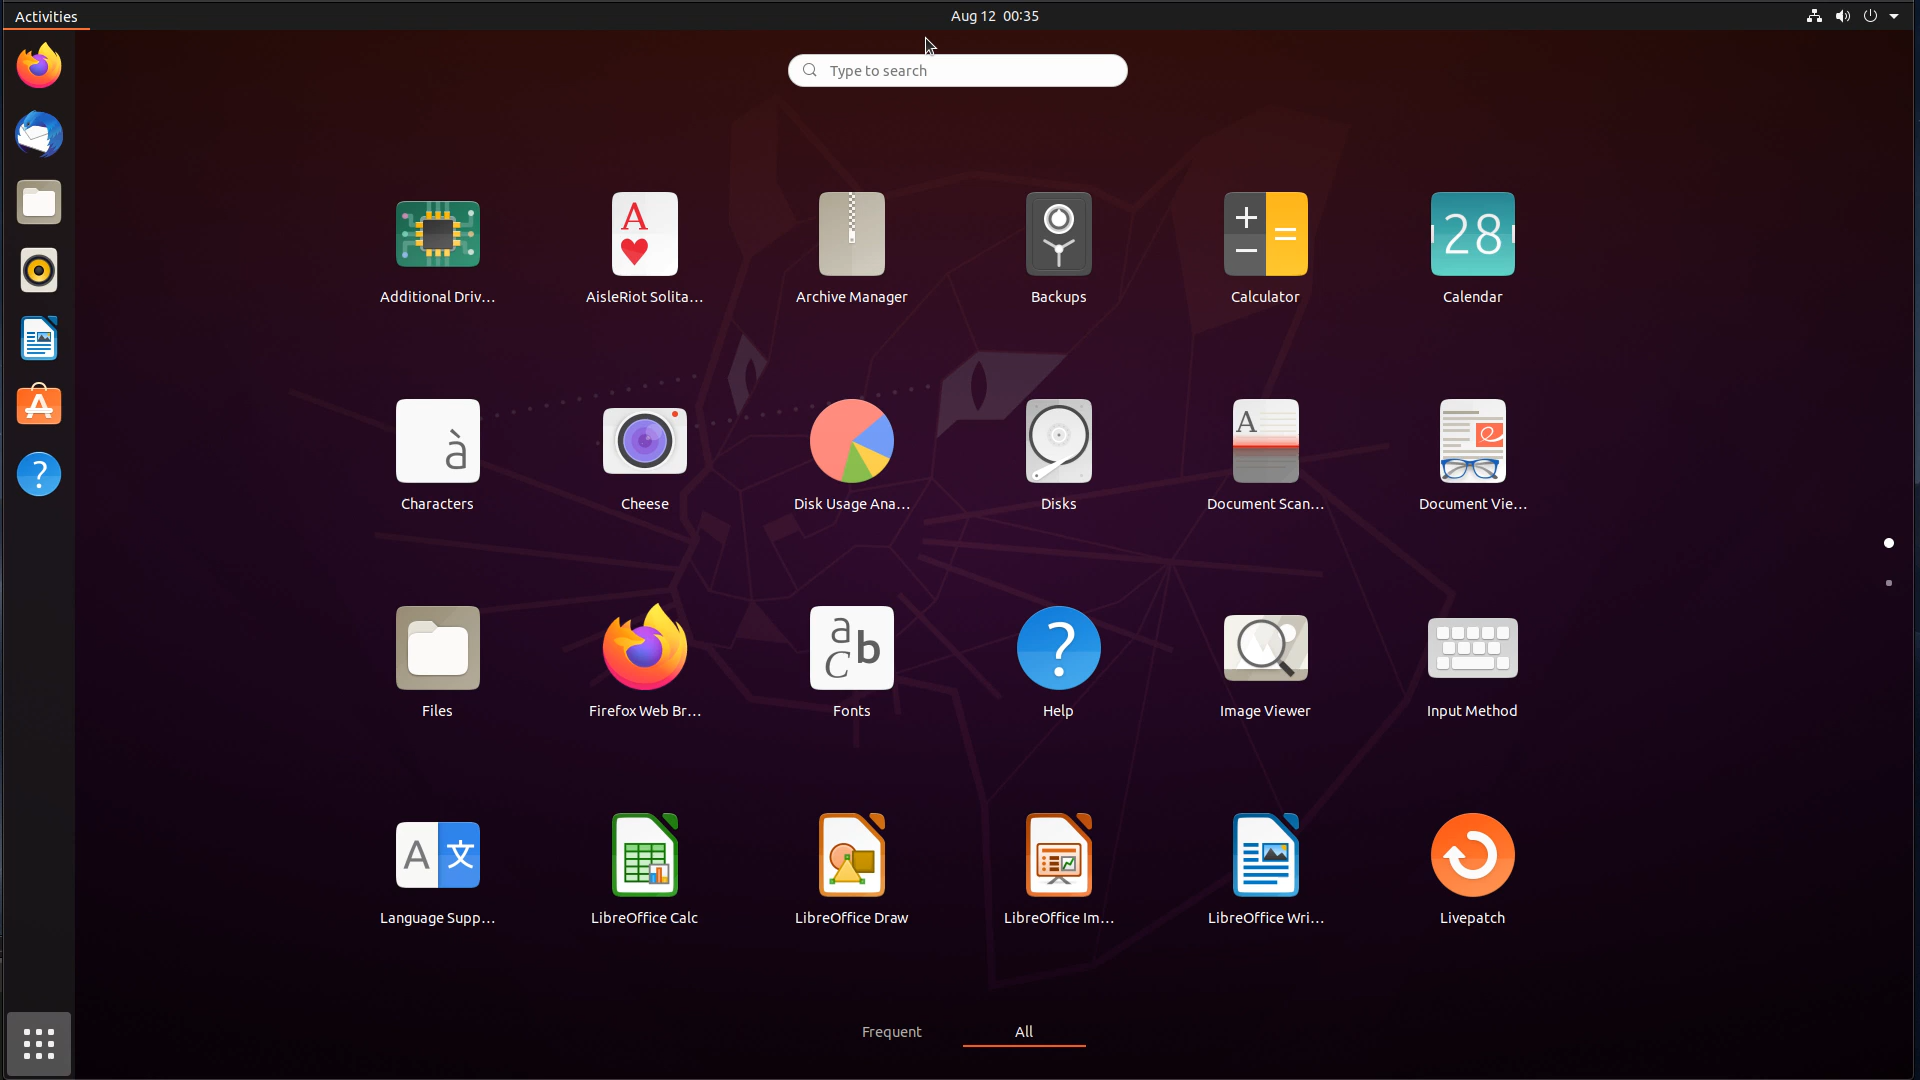 Activities
Aug 12 00:35
Type to search
Additional Driv...
AisleRiot Solita...
Archive Manager
Backups
Calculator
Calendar
Characters
Cheese
Disk Usage Ana...
Disks
Document Scan...
Document Vie...
Files
Firefox Web Br...
Fonts
Help
Image Viewer
Input Method
Language Supp...
LibreOffice Calc
LibreOffice Draw
LibreOffice Im...
LibreOffice Wri...
Livepatch
Frequent
All